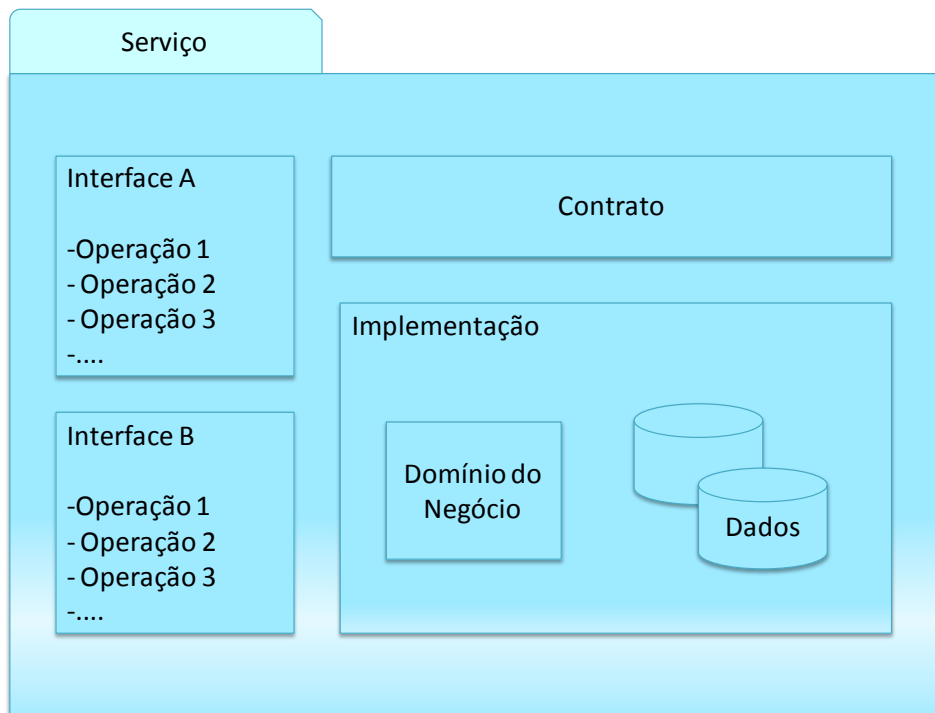 Serviço
Interface A
-Operação 1
- Operação 2
- Operação 3
-....
Contrato
Implementação
Domínio do
Negócio
Dados
Interface B
-Operação 1
- Operação 2
- Operação 3
-....